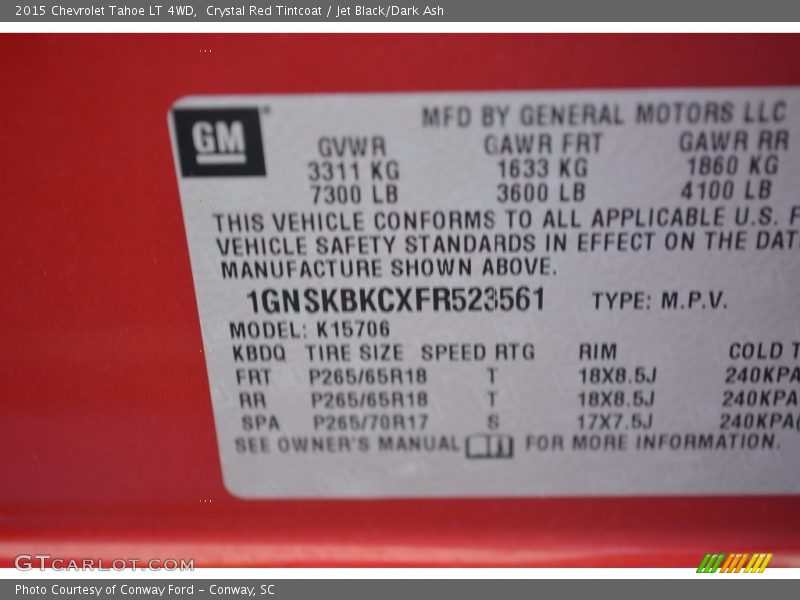 2015 Chevrolet Tahoe LT 4WD,  Crystal Red Tintcoat / Jet Black/Dark Ash
GM
MFD BY GENERAL MOTORS LLC
GVWR GAWR FRT GAWR RR
3311 KG 1633 KG 1860 KG
7300 LB 3600 LB 4100 LB
THIS VEHICLE CONFORMS TO ALL APPLICABLE U.S. F
VEHICLE SAFETY STANDARDS IN EFFECT ON THE DAT
MANUFACTURE SHOWN ABOVE.
1GNSKBKCXFR523561 TYPE: M.P.V.
MODEL: K15706
KBDQ TIRE SIZE SPEED RTG RIM COLD T
FRT P265/65R18 T 18X8.5J 240KPA
RR P265/65R18 T 18X8.5J 240KPA
SPA P265/70R17 S 17X7.5J 240KPA(
SEE OWNER'S MANUAL FOR MORE INFORMATION.
GTCARLOT.COM
Photo Courtesy of Conway Ford – Conway, SC